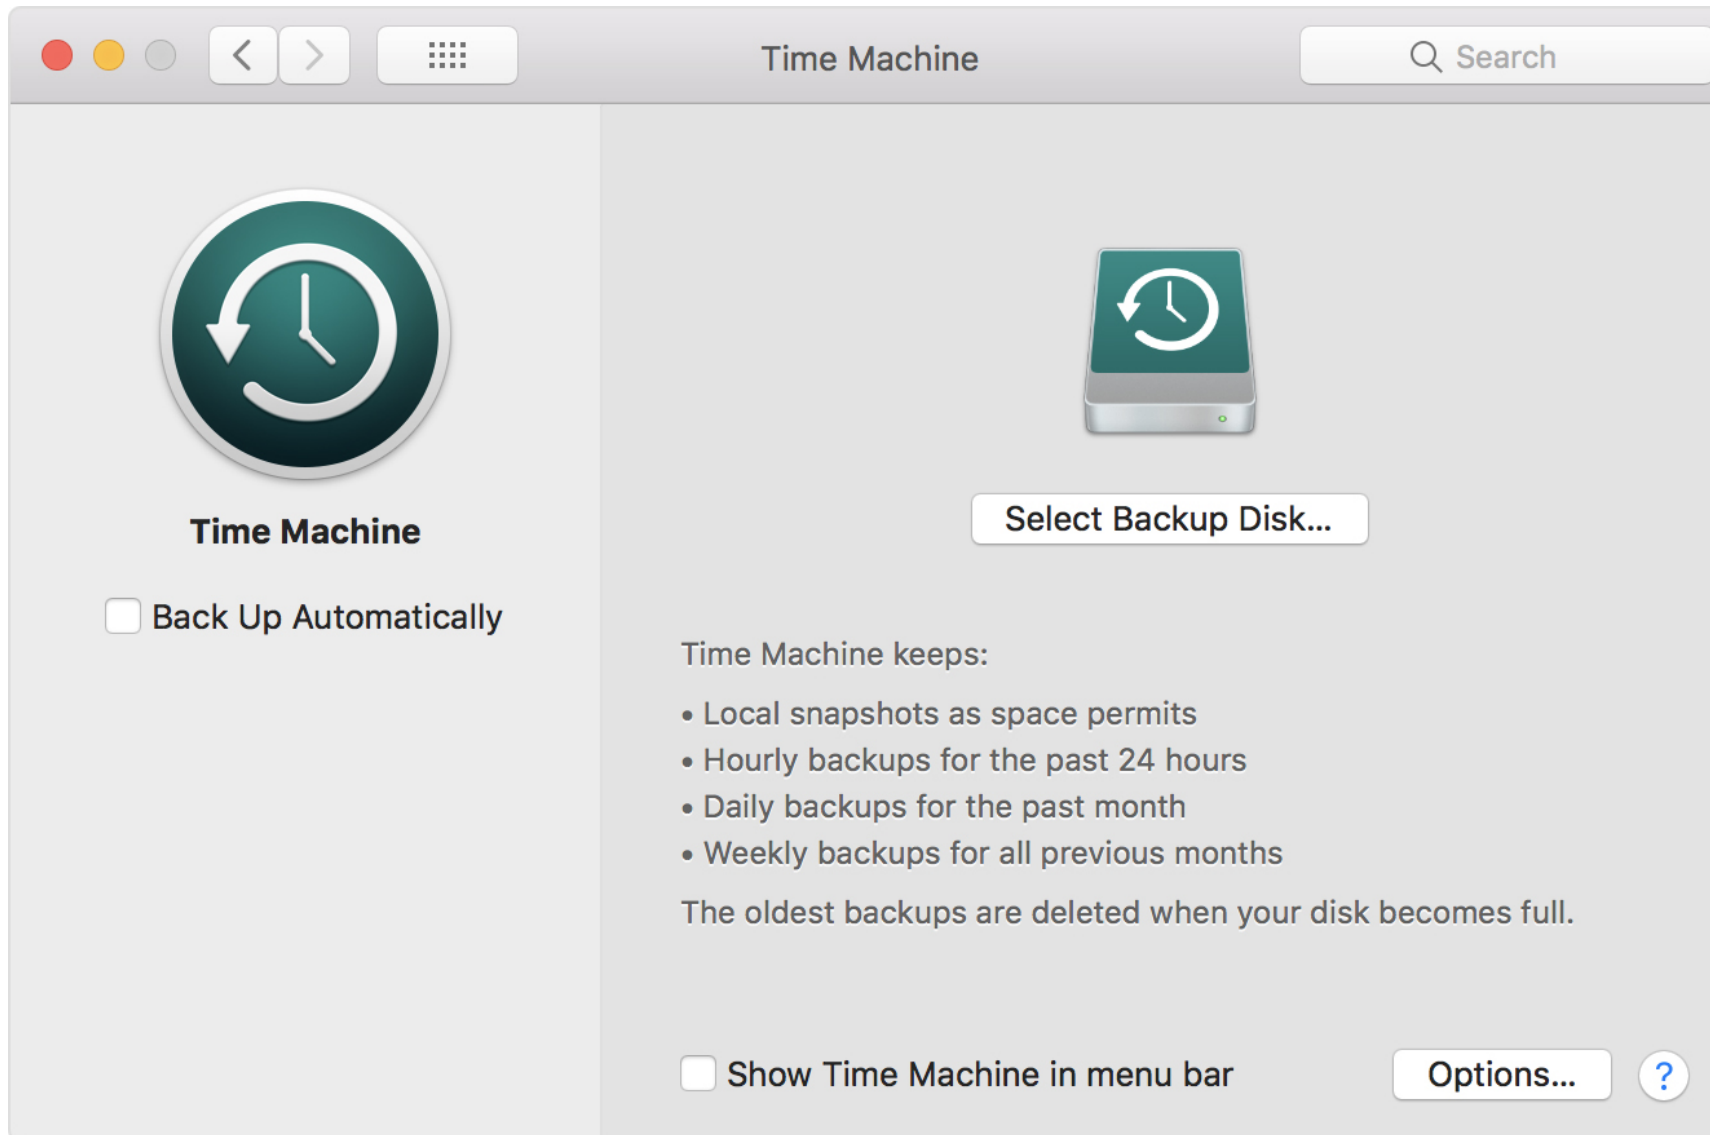 Time Machine
Search
Time Machine
Back Up Automatically
Select Backup Disk...
Time Machine keeps:
• Local snapshots as space permits
• Hourly backups for the past 24 hours
• Daily backups for the past month
• Weekly backups for all previous months
The oldest backups are deleted when your disk becomes full.
Show Time Machine in menu bar
Options...
?